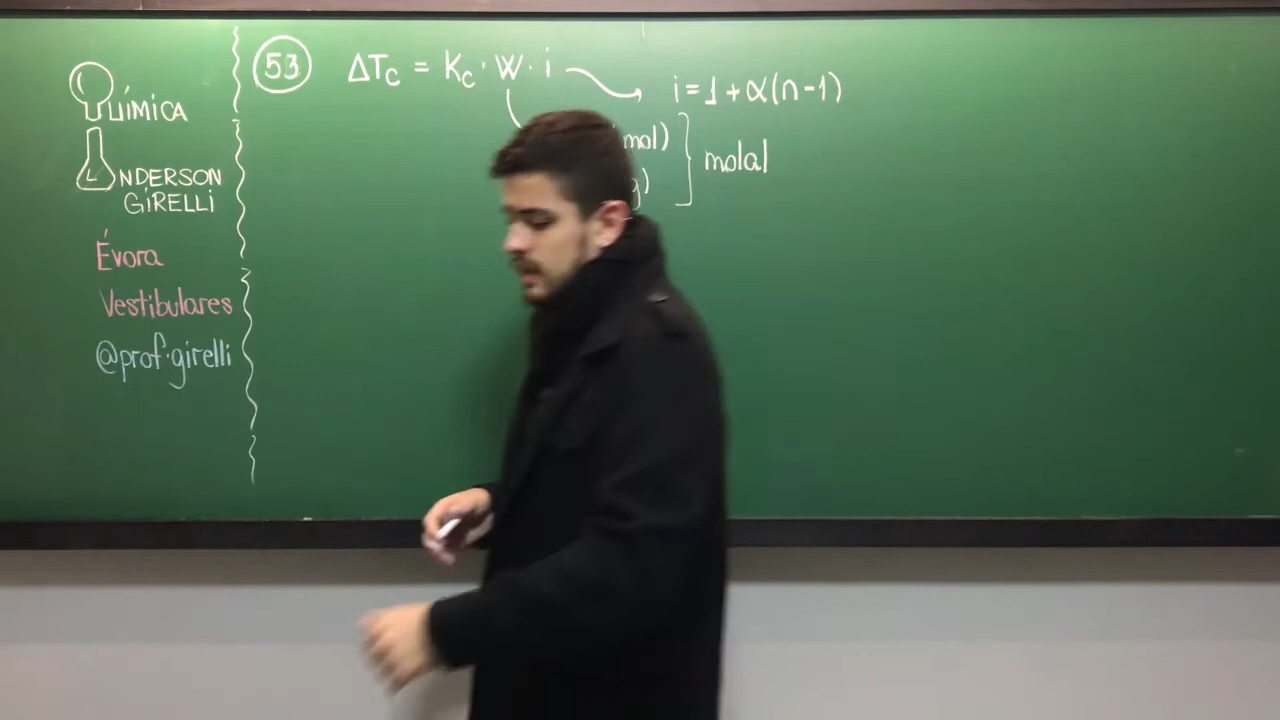 QUÍMICA
ANDERSON
GIRELLI
Évora
Vestibulares
@prof.girelli
53 ΔTc = Kc · W · i
i = 1 + α(n-1)
mol)
g)
molal